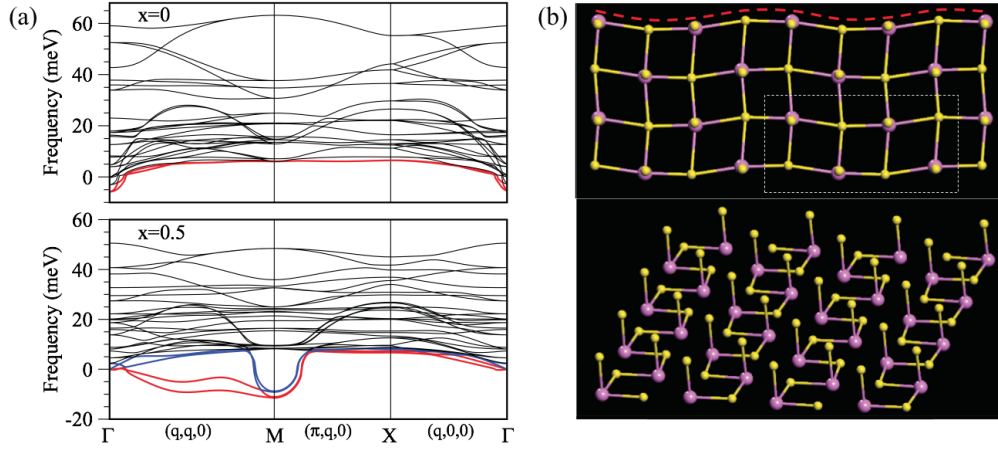 (a)
x=0
Frequency (meV)
60
40
20
0
x=0.5
Frequency (meV)
60
40
20
0
-20
Γ (q,q,0) M (π,q,0) X (q,0,0) Γ
(b)